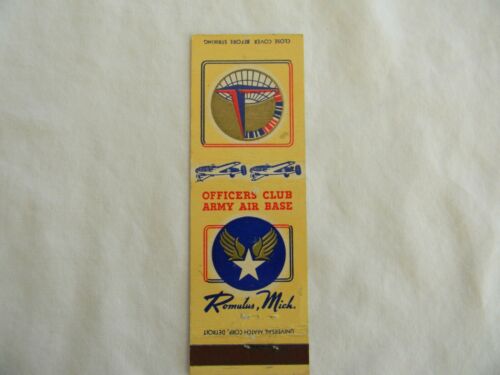 CLOSE COVER BEFORE STRIKING
OFFICERS CLUB
ARMY AIR BASE
Romulus, Mich.
UNIVERSAL MATCH CORP., DETROIT